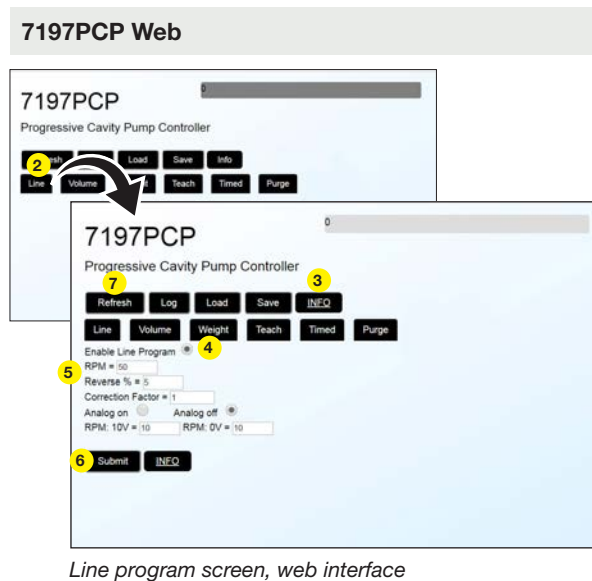 7197PCP Web
0
7197PCP
Progressive Cavity Pump Controller
2
Load Save Info
Line Volume Teach Timed Purge
0
7197PCP
Progressive Cavity Pump Controller
7 3
Refresh Log Load Save INFO
Line Volume Weight Teach Timed Purge
Enable Line Program 4
5 RPM = 50
Reverse % = 5
Correction Factor = 1
Analog on Analog off
RPM: 10V = 10 RPM: 0V = 10
6 Submit INFO
Line program screen, web interface